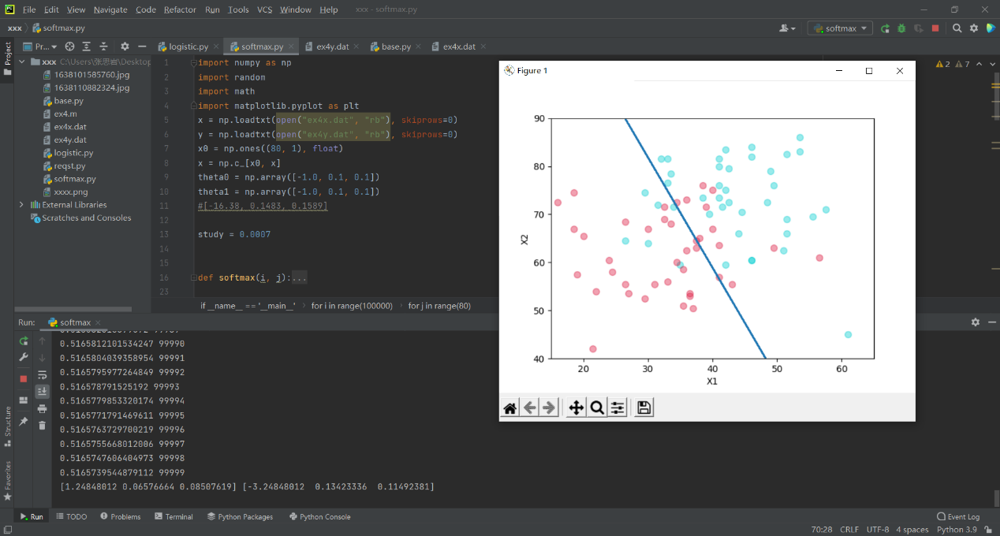 File Edit View Navigate Code Refactor Run Tools VCS Window Help xxx - softmax.py
xxx softmax.py softmax
Project
Pr... logistic.py softmax.py ex4y.dat base.py ex4x.dat
xxx C:\Users\张思岩\Desktop
1638101585760.jpg
1638110882324.jpg
base.py
ex4.m
ex4x.dat
ex4y.dat
logistic.py
reqst.py
softmax.py
xxxx.png
External Libraries
Scratches and Consoles
1 import numpy as np
2 import random
3 import math
4 import matplotlib.pyplot as plt
5 x = np.loadtxt(open("ex4x.dat", "rb"), skiprows=0)
6 y = np.loadtxt(open("ex4y.dat", "rb"), skiprows=0)
7 x0 = np.ones((80, 1), float)
8 x = np.c_[x0, x]
9 theta0 = np.array([-1.0, 0.1, 0.1])
10 theta1 = np.array([-1.0, 0.1, 0.1])
11 #[-16.38, 0.1483, 0.1589]
12
13 study = 0.0007
14
15
16 def softmax(i, j):...
23
if __name__ == '__main__' for i in range(100000) for j in range(80)
2 7
Figure 1
90
80
70
X2
60
50
40
20 30 40 50 60
X1
Run: softmax
0.5165812101534247 99990
0.5165804039358954 99991
0.5165795977264849 99992
0.516578791525192 99993
0.5165779853320174 99994
0.5165771791469611 99995
0.5165763729700219 99996
0.5165755668012006 99997
0.5165747606404973 99998
0.5165739544879112 99999
[1.24848012 0.06576664 0.08507619] [-3.24848012 0.13423336 0.11492381]
Structure
Favorites
Run TODO Problems Terminal Python Packages Python Console Event Log
70:28 CRLF UTF-8 4 spaces Python 3.9